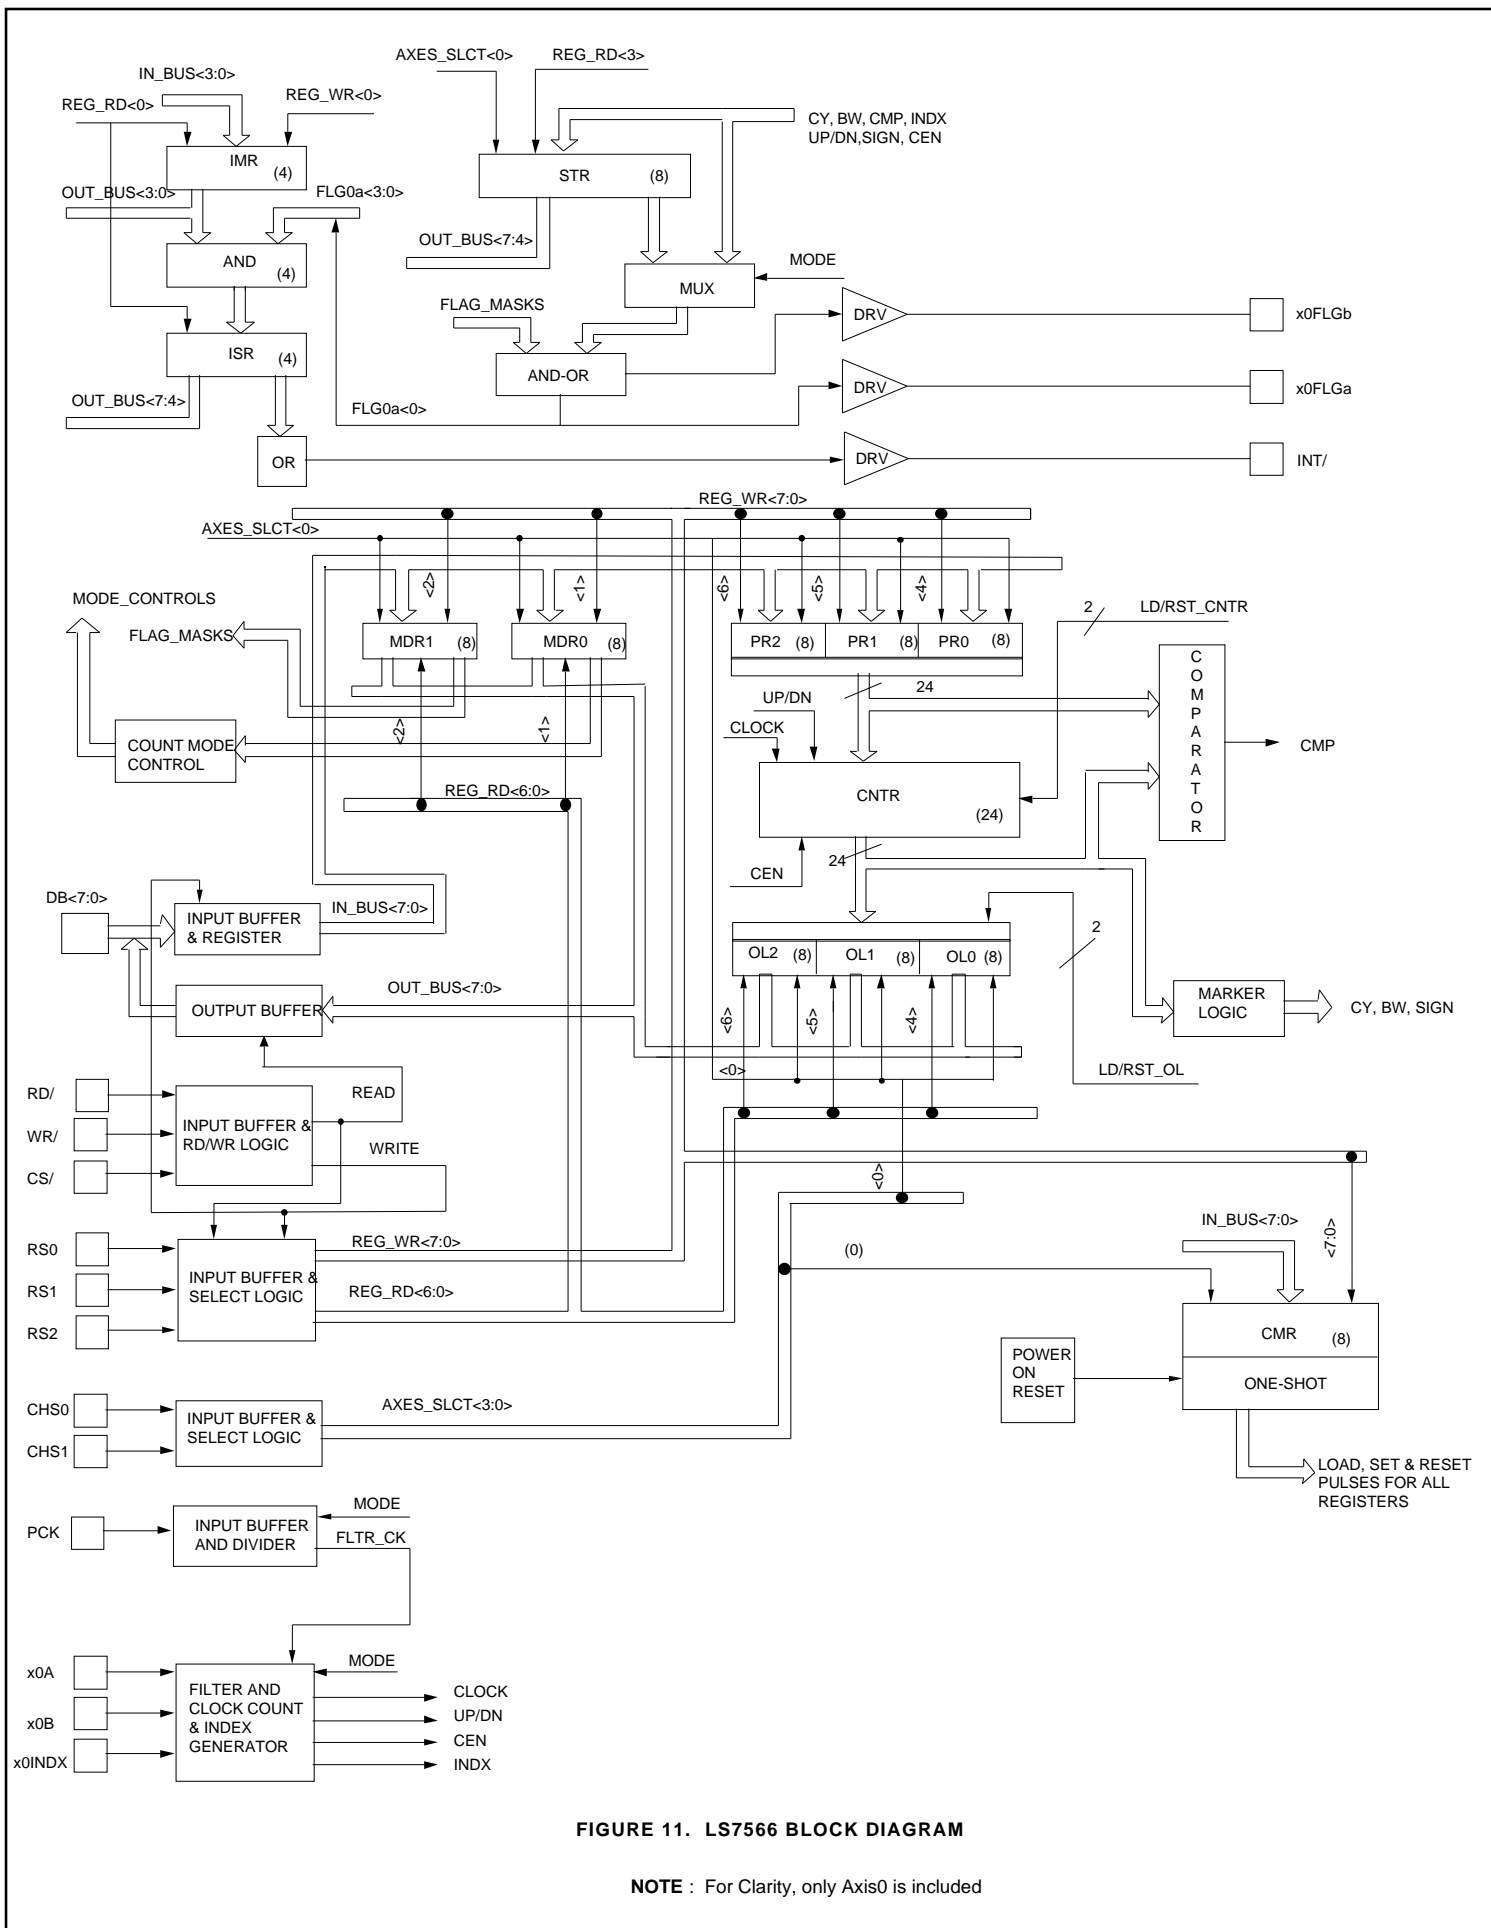 AXES_SLCT<0>
REG_RD<3>
IN_BUS<3:0>
REG_RD<0>
REG_WR<0>
CY, BW, CMP, INDX
UP/DN,SIGN, CEN
IMR
(4)
STR
(8)
OUT_BUS<3:0>
FLG0a<3:0>
OUT_BUS<7:4>
AND
(4)
MODE
MUX
FLAG_MASKS
DRV
x0FLGb
ISR
(4)
AND-OR
DRV
x0FLGa
OUT_BUS<7:4>
FLG0a<0>
OR
DRV
INT/
REG_WR<7:0>
AXES_SLCT<0>
<2>
<1>
<6>
<5>
<4>
MODE_CONTROLS
2
LD/RST_CNTR
FLAG_MASKS
MDR1
(8)
MDR0
(8)
PR2
(8)
PR1
(8)
PR0
(8)
COMPARATOR
24
UP/DN
CLOCK
<2>
<1>
COUNT MODE
CONTROL
CMP
REG_RD<6:0>
CNTR
(24)
24
CEN
DB<7:0>
IN_BUS<7:0>
INPUT BUFFER
& REGISTER
2
OL2
(8)
OL1
(8)
OL0
(8)
OUT_BUS<7:0>
OUTPUT BUFFER
MARKER
LOGIC
CY, BW, SIGN
<6>
<5>
<4>
<0>
LD/RST_OL
RD/
READ
WR/
INPUT BUFFER &
RD/WR LOGIC
WRITE
CS/
<0>
IN_BUS<7:0>
<7:0>
RS0
REG_WR<7:0>
(0)
INPUT BUFFER &
SELECT LOGIC
RS1
REG_RD<6:0>
RS2
CMR
(8)
POWER
ON
RESET
ONE-SHOT
CHS0
AXES_SLCT<3:0>
INPUT BUFFER &
SELECT LOGIC
CHS1
LOAD, SET & RESET
PULSES FOR ALL
REGISTERS
MODE
PCK
INPUT BUFFER
AND DIVIDER
FLTR_CK
x0A
MODE
FILTER AND
CLOCK COUNT
& INDEX
GENERATOR
CLOCK
x0B
UP/DN
CEN
x0INDX
INDX
FIGURE 11. LS7566 BLOCK DIAGRAM
NOTE : For Clarity, only Axis0 is included